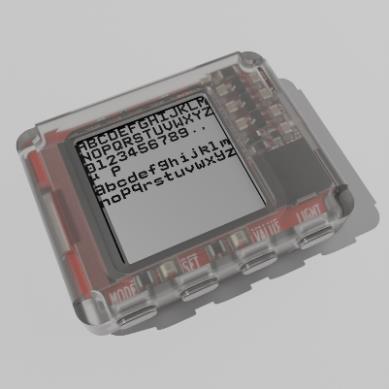 ABCDEFGHIJKLM
NOPQRSTUVWXYZ
0123456789..
abcdefghijklm
nopqrstuvwxyz
MODE SET VALUE LIGHT